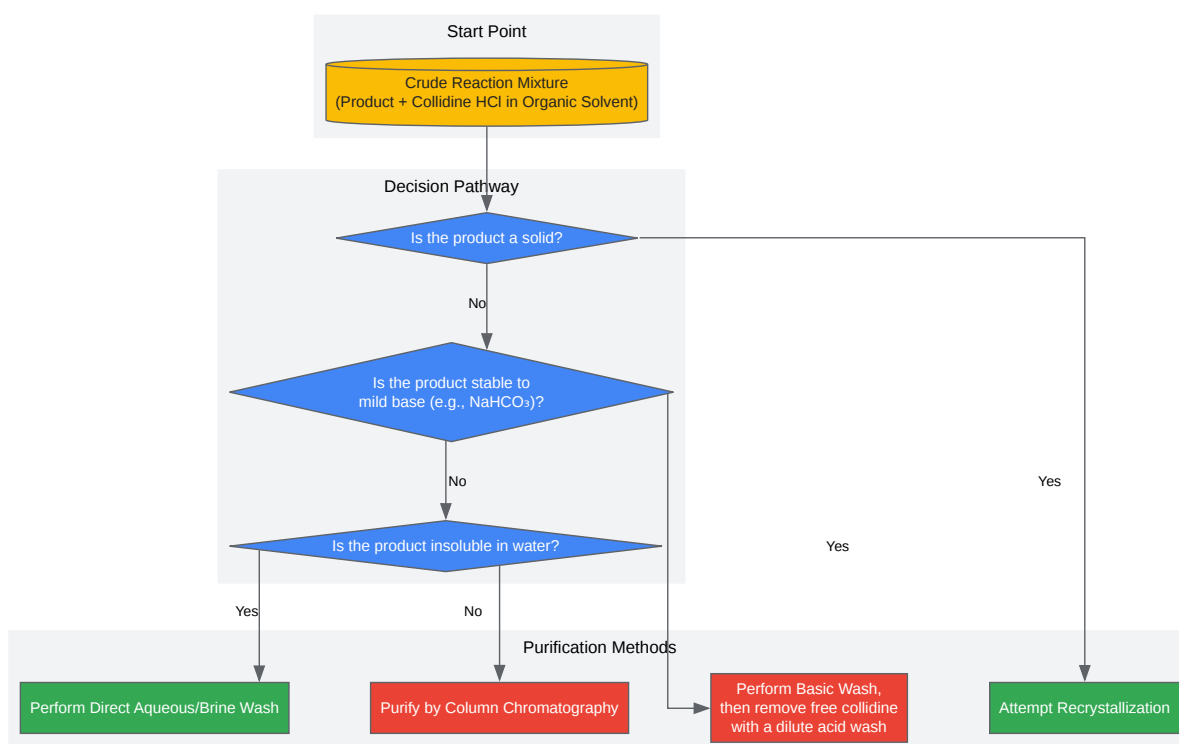 Start Point
Crude Reaction Mixture
(Product + Collidine HCl in Organic Solvent)
Decision Pathway
Is the product a solid?
No
Is the product stable to
mild base (e.g., NaHCO₃)?
No
Yes
Is the product insoluble in water?
Yes
Yes
No
Purification Methods
Perform Direct Aqueous/Brine Wash
Purify by Column Chromatography
Perform Basic Wash,
then remove free collidine
with a dilute acid wash
Attempt Recrystallization